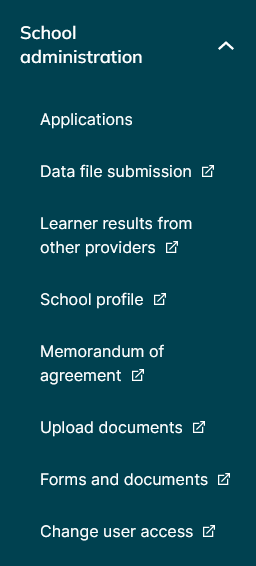 School
administration
Applications
Data file submission
Learner results from
other providers
School profile
Memorandum of
agreement
Upload documents
Forms and documents
Change user access